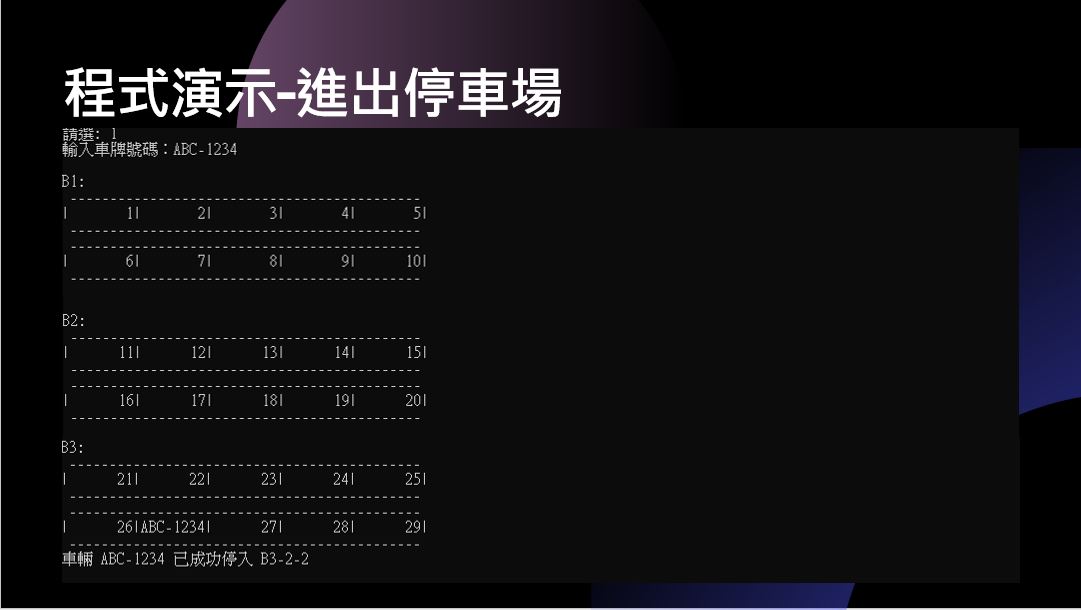 程式演示-進出停車場
請選: 1
輸入車牌號碼：ABC-1234
B1:
---------------------------------------------
|       1|       2|       3|       4|       5|
---------------------------------------------
---------------------------------------------
|       6|       7|       8|       9|      10|
---------------------------------------------
B2:
---------------------------------------------
|      11|      12|      13|      14|      15|
---------------------------------------------
---------------------------------------------
|      16|      17|      18|      19|      20|
---------------------------------------------
B3:
---------------------------------------------
|      21|      22|      23|      24|      25|
---------------------------------------------
---------------------------------------------
|      26|ABC-1234|      27|      28|      29|
---------------------------------------------
車輛 ABC-1234 已成功停入 B3-2-2